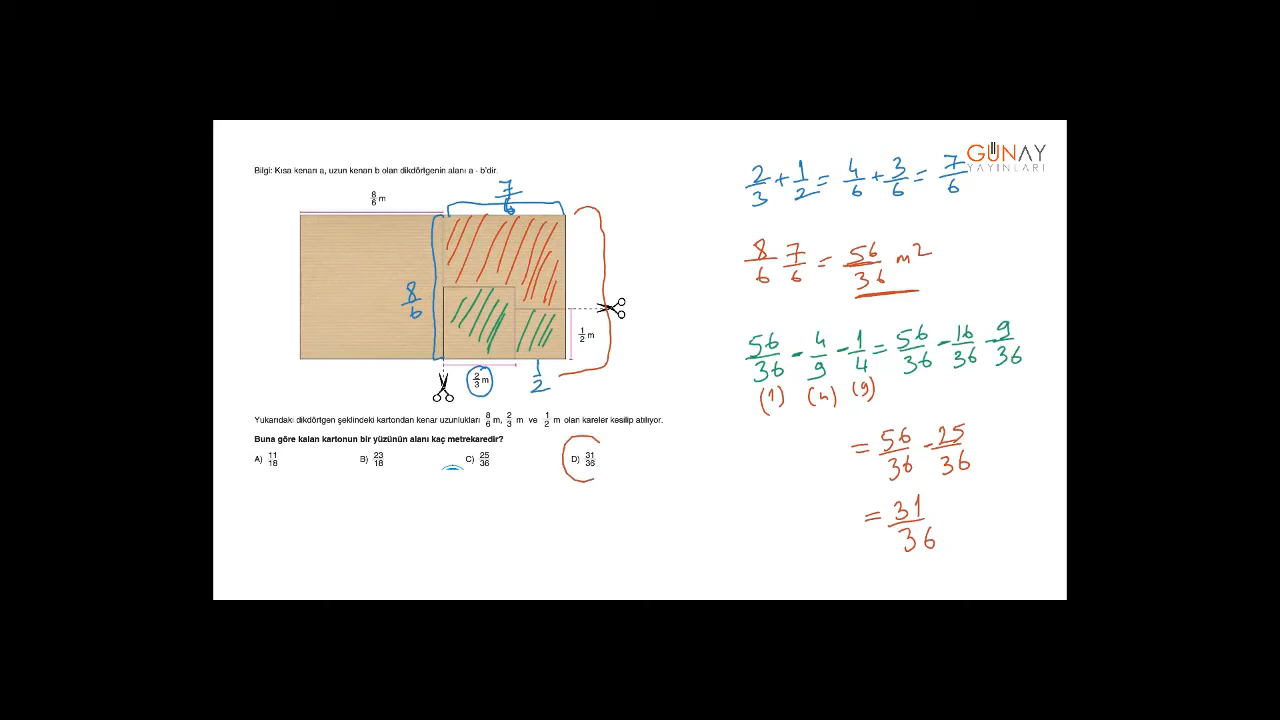 GÜNAY
YAYINLARI
Bilgi: Kısa kenarı a, uzun kenarı b olan dikdörtgenin alanı a · b'dir.
8/6 m
7/6
8/6
1/2 m
2/3 m
1/2
Yukarıdaki dikdörtgen şeklindeki kartondan kenar uzunlukları 8/6 m, 2/3 m ve 1/2 m olan kareler kesilip atılıyor.
Buna göre kalan kartonun bir yüzünün alanı kaç metrekaredir?
A) 11/18 B) 23/18 C) 25/36 D) 31/36
2/3 + 1/2 = 4/6 + 3/6 = 7/6
8/6 7/6 = 56/36 m²
56/36 - 4/9 - 1/4 = 56/36 - 16/36 - 9/36
(1) (4) (9)
= 56/36 - 25/36
= 31/36